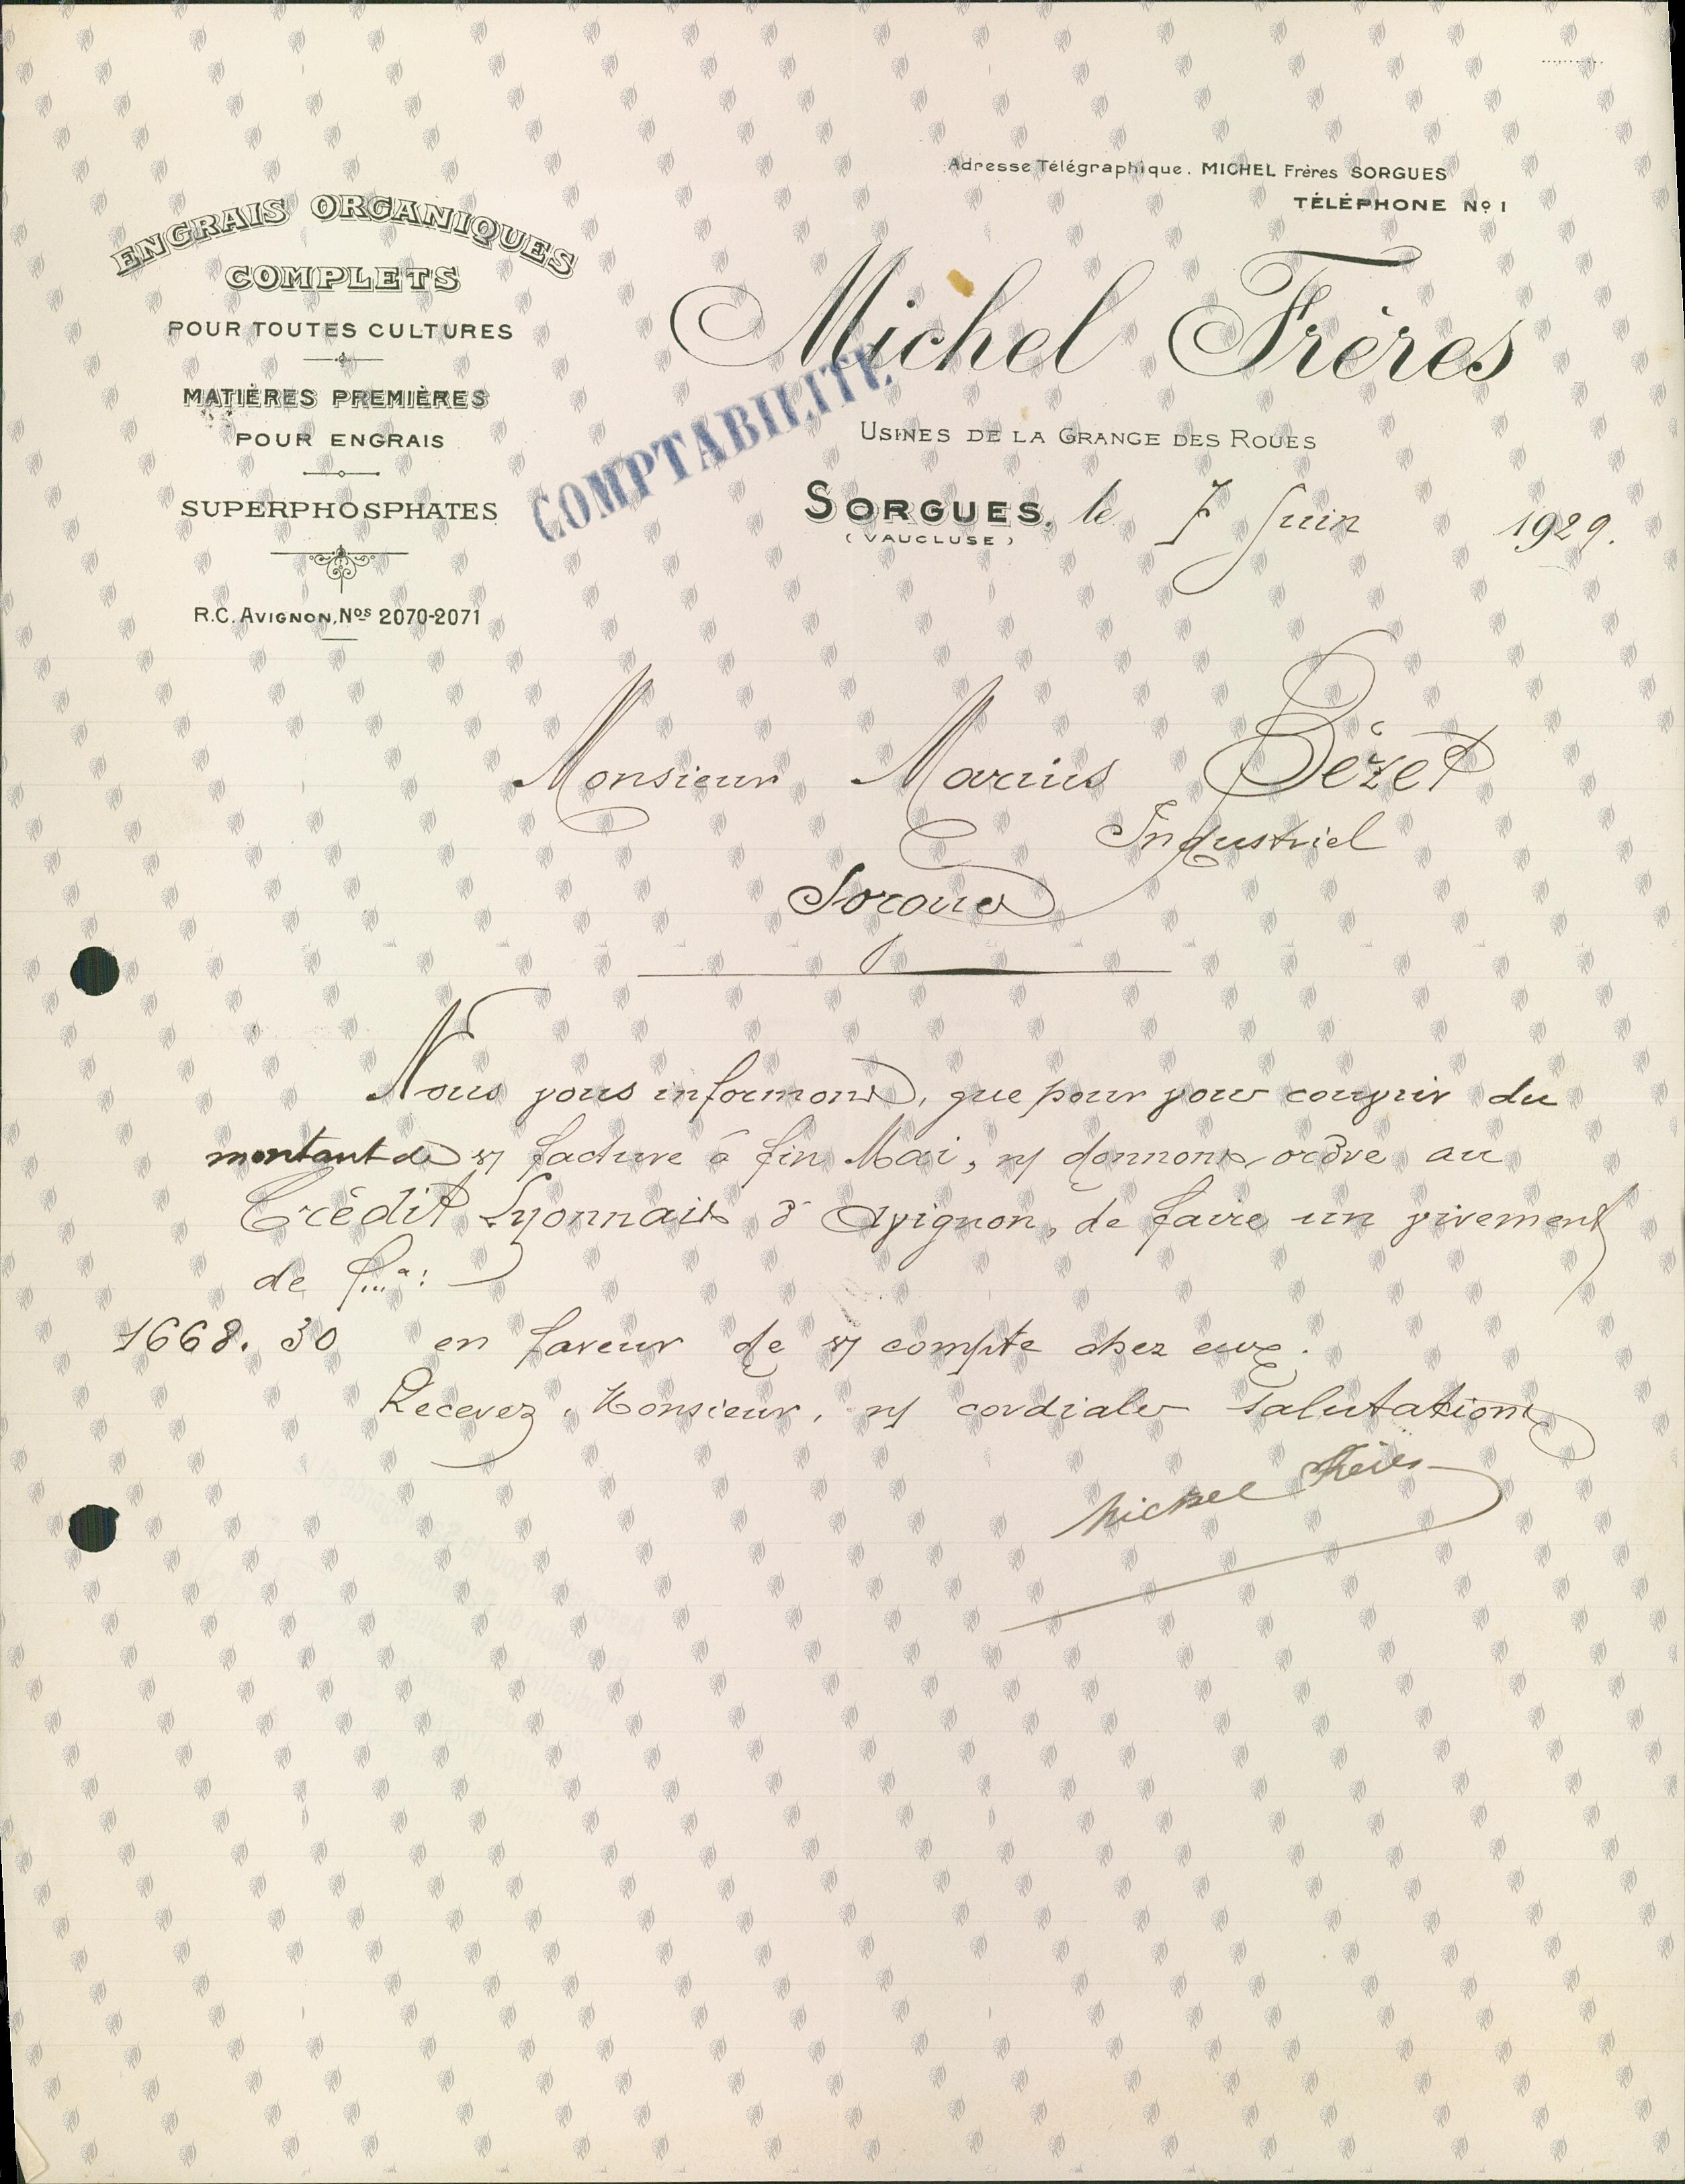 Adresse Télégraphique. MICHEL Frères SORGUES
TÉLÉPHONE Nº 1
ENGRAIS ORGANIQUES
COMPLETS
POUR TOUTES CULTURES
MATIÈRES PREMIÈRES
POUR ENGRAIS
SUPERPHOSPHATES
R.C. AVIGNON, Nos 2070-2071
Michel Frères
COMPTABILITÉ
USINES DE LA GRANGE DES ROUES
SORGUES, le 7 Juin 1929.
(VAUCLUSE)
Monsieur Marius Bézet
Industriel
Sorgues
Nous vous informons, que pour vous couvrir du
montant de v/ facture à fin Mai, n/ donnons ordre au
Crédit Lyonnais d'Avignon, de faire un virement
de f...:
1668. 30 en faveur de v/ compte chez eux.
Recevez, Monsieur, n/ cordiales salutations
Michel Frères